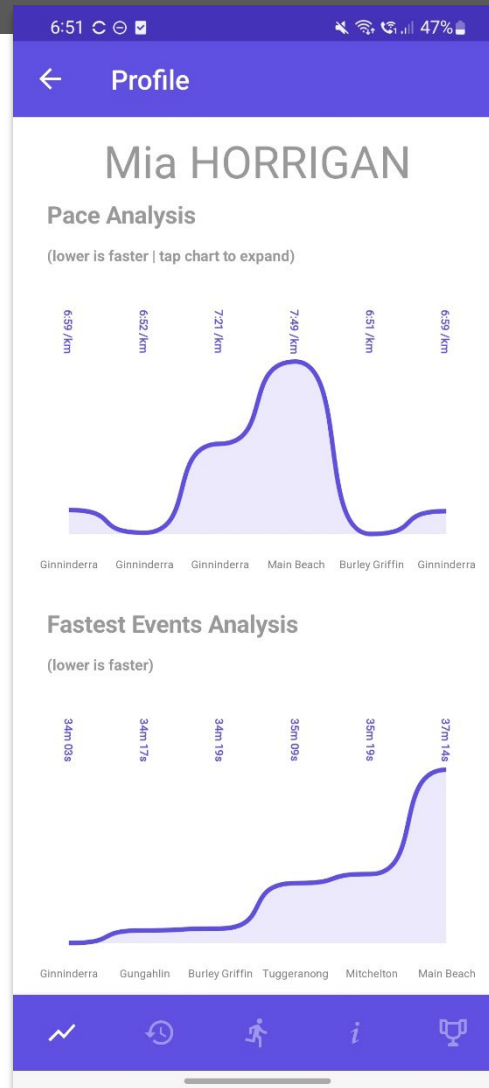 6:51
47%
Profile
Mia HORRIGAN
Pace Analysis
(lower is faster | tap chart to expand)
6:59 /km
6:52 /km
7:21 /km
7:49 /km
6:51 /km
6:59 /km
Ginninderra Ginninderra Ginninderra Main Beach Burley Griffin Ginninderra
Fastest Events Analysis
(lower is faster)
34m 03s
34m 17s
34m 19s
35m 09s
35m 19s
37m 14s
Ginninderra Gungahlin Burley Griffin Tuggeranong Mitchelton Main Beach